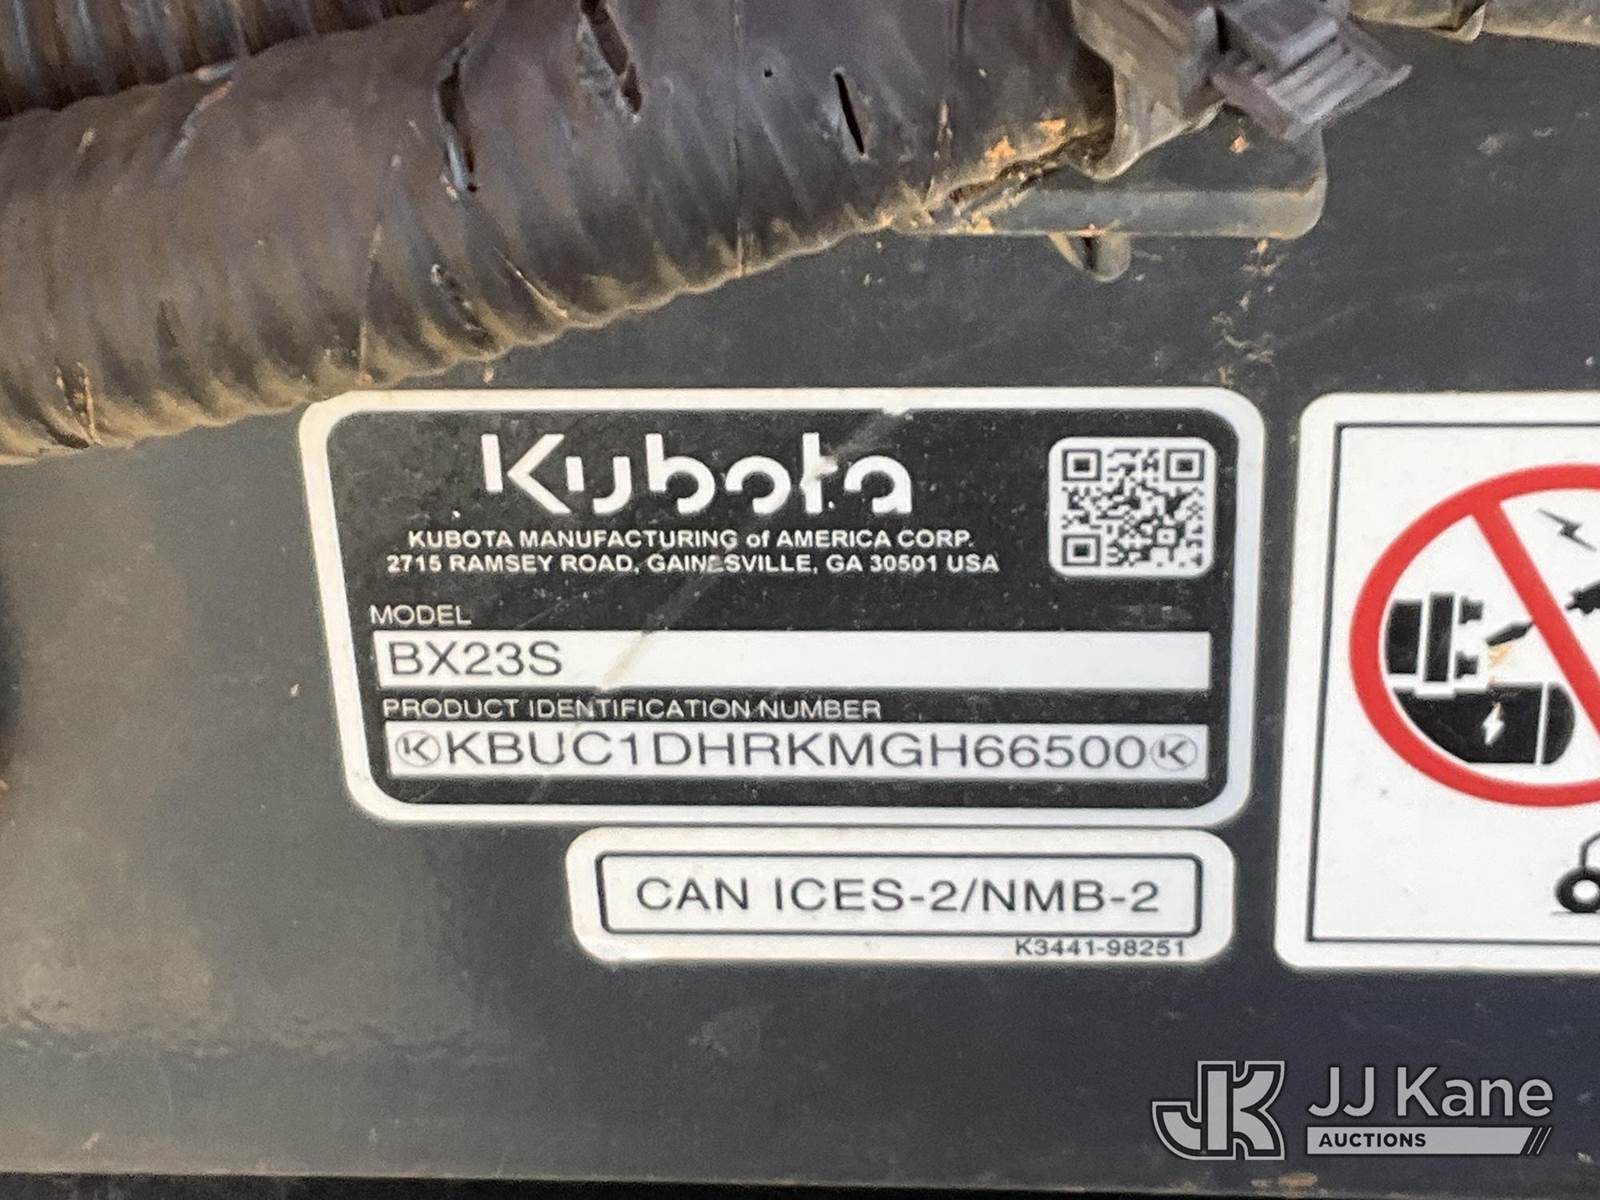 Kubota
KUBOTA MANUFACTURING of AMERICA CORP.
2715 RAMSEY ROAD, GAINESVILLE, GA 30501 USA
MODEL
BX23S
PRODUCT IDENTIFICATION NUMBER
KBUC1DHRKMGH66500
CAN ICES-2/NMB-2
K3441-98251
JJ Kane
AUCTIONS